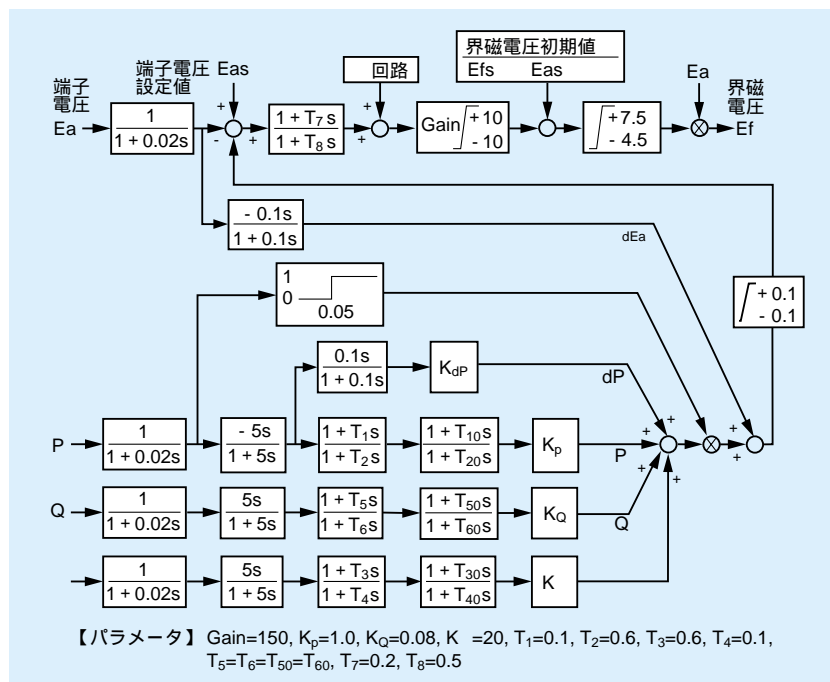 界磁電圧初期値
Efs Eas
端子電圧
Ea
端子電圧設定値
Eas
回路
Ea
界磁電圧
Ef
1
1 + 0.02s
+
-
+
1 + T7s
1 + T8s
+
+
Gain +10
- 10
+7.5
- 4.5
- 0.1s
1 + 0.1s
dEa
1
0
0.05
+ 0.1
- 0.1
0.1s
1 + 0.1s
KdP
dP
P
1
1 + 0.02s
- 5s
1 + 5s
1 + T1s
1 + T2s
1 + T10s
1 + T20s
Kp
P
+
+
+
+
+
+
Q
1
1 + 0.02s
5s
1 + 5s
1 + T5s
1 + T6s
1 + T50s
1 + T60s
KQ
Q
1
1 + 0.02s
5s
1 + 5s
1 + T3s
1 + T4s
1 + T30s
1 + T40s
K
【パラメータ】 Gain=150, Kp=1.0, KQ=0.08, K =20, T1=0.1, T2=0.6, T3=0.6, T4=0.1,
T5=T6=T50=T60, T7=0.2, T8=0.5